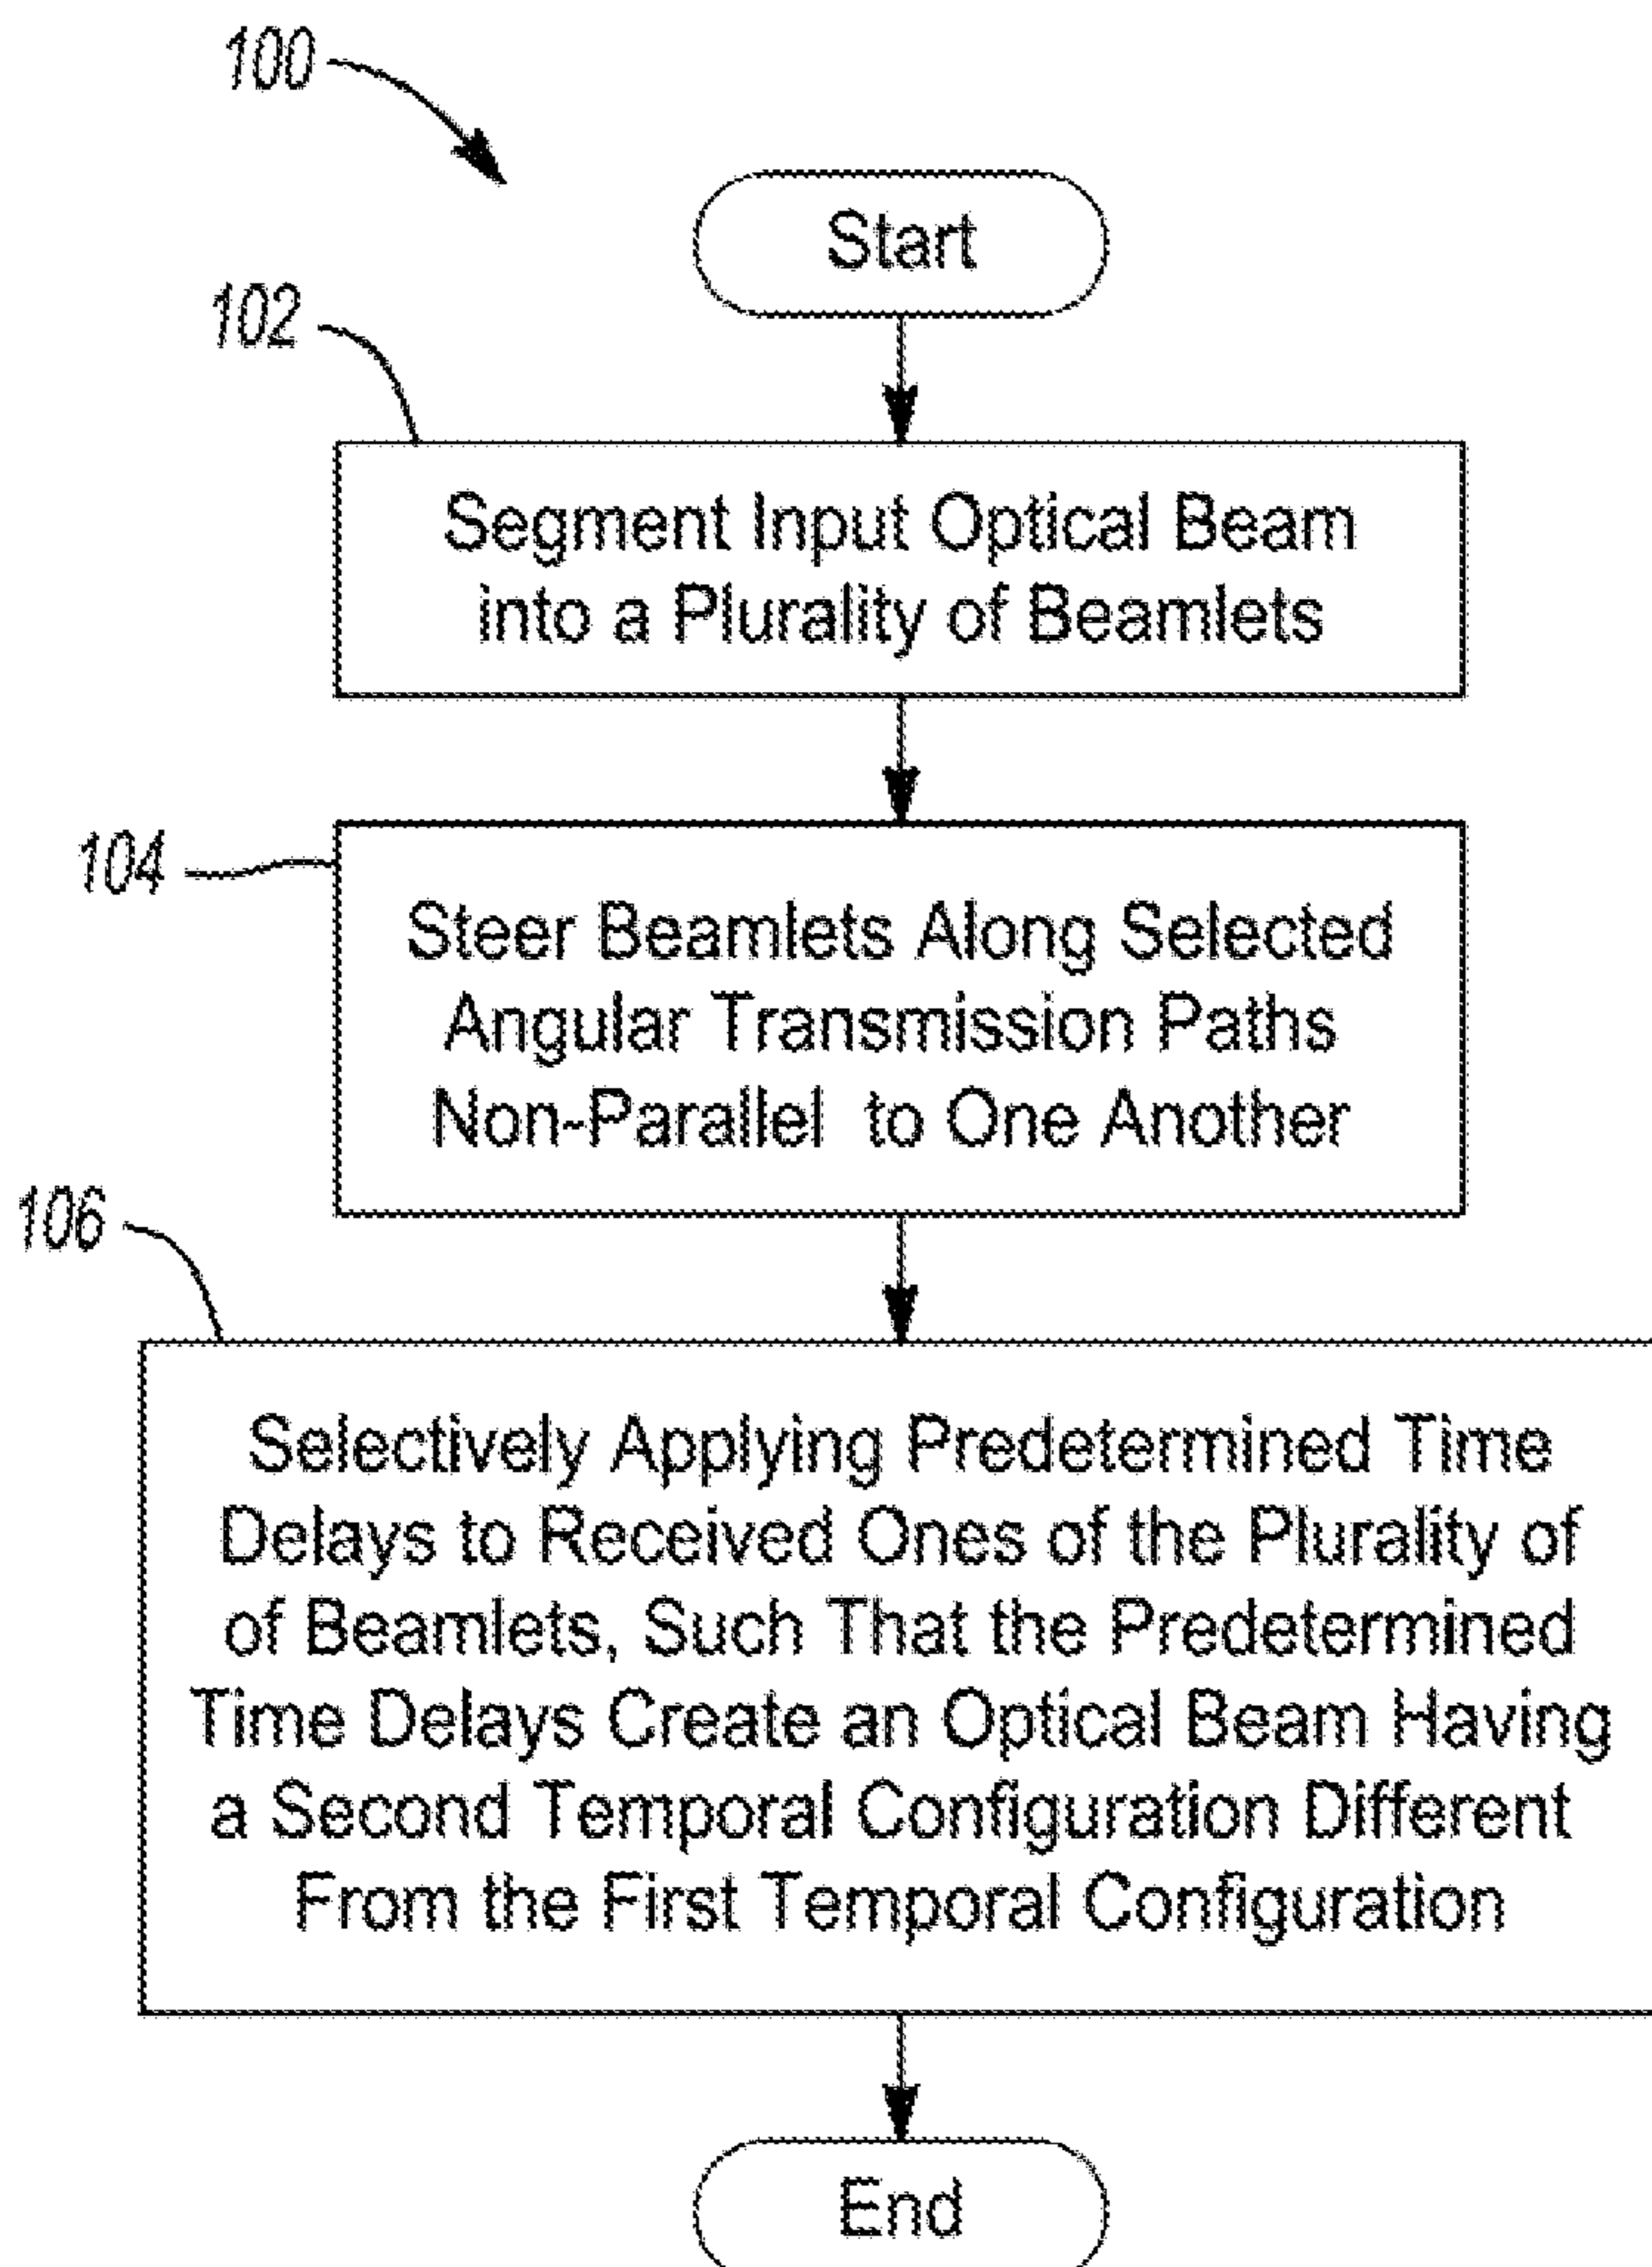 100
Start
102
Segment Input Optical Beam
into a Plurality of Beamlets
104
Steer Beamlets Along Selected
Angular Transmission Paths
Non-Parallel to One Another
106
Selectively Applying Predetermined Time
Delays to Received Ones of the Plurality of
of Beamlets, Such That the Predetermined
Time Delays Create an Optical Beam Having
a Second Temporal Configuration Different
From the First Temporal Configuration
End